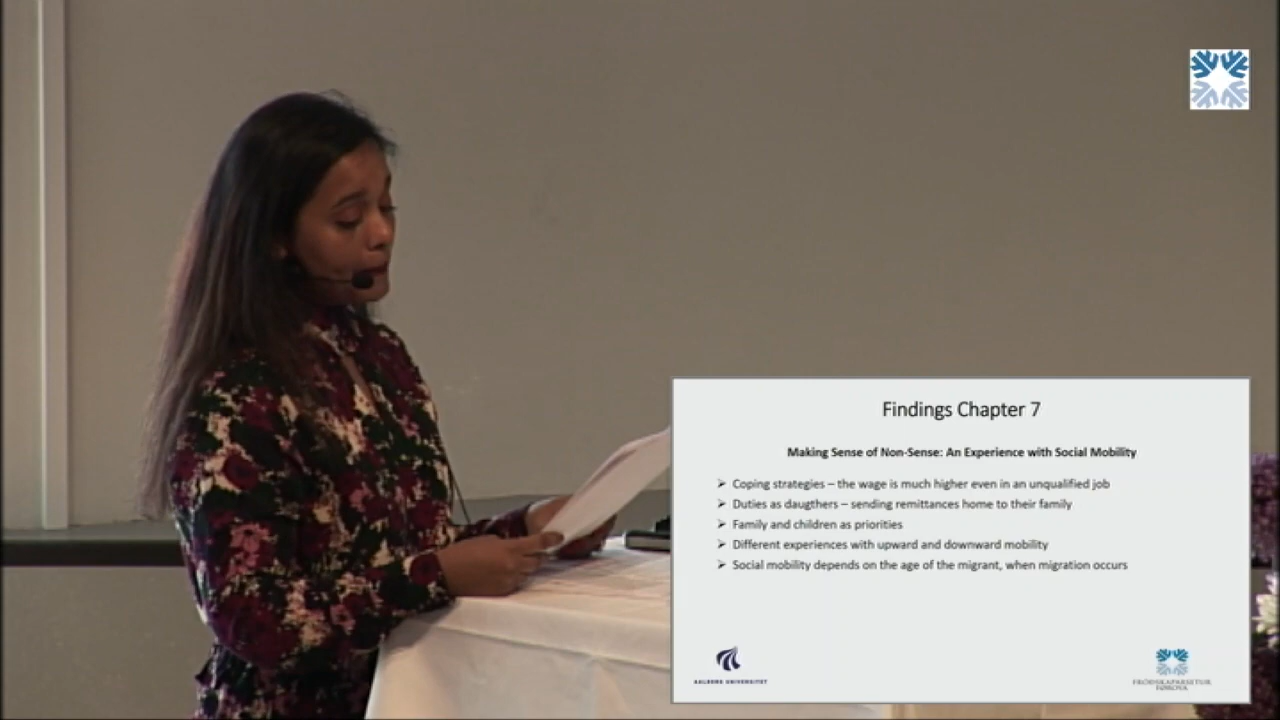 Findings Chapter 7
Making Sense of Non-Sense: An Experience with Social Mobility
➢ Coping strategies – the wage is much higher even in an unqualified job
➢ Duties as daugthers – sending remittances home to their family
➢ Family and children as priorities
➢ Different experiences with upward and downward mobility
➢ Social mobility depends on the age of the migrant, when migration occurs
AALBORG UNIVERSITET
FRÓÐSKAPARSETUR
FØROYA